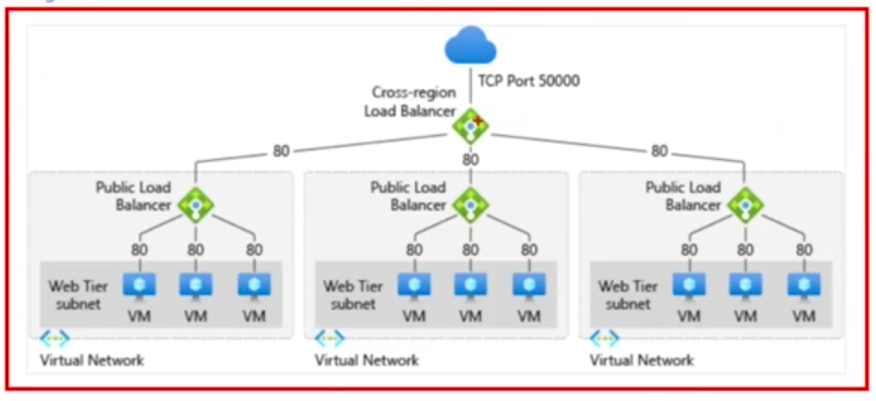 TCP Port 50000
Cross-region
Load Balancer
80
80
80
Public Load
Balancer
Public Load
Balancer
Public Load
Balancer
80 80 80
80 80 80
80 80 80
Web Tier
subnet
VM VM VM
Web Tier
subnet
VM VM VM
Web Tier
subnet
VM VM VM
Virtual Network
Virtual Network
Virtual Network